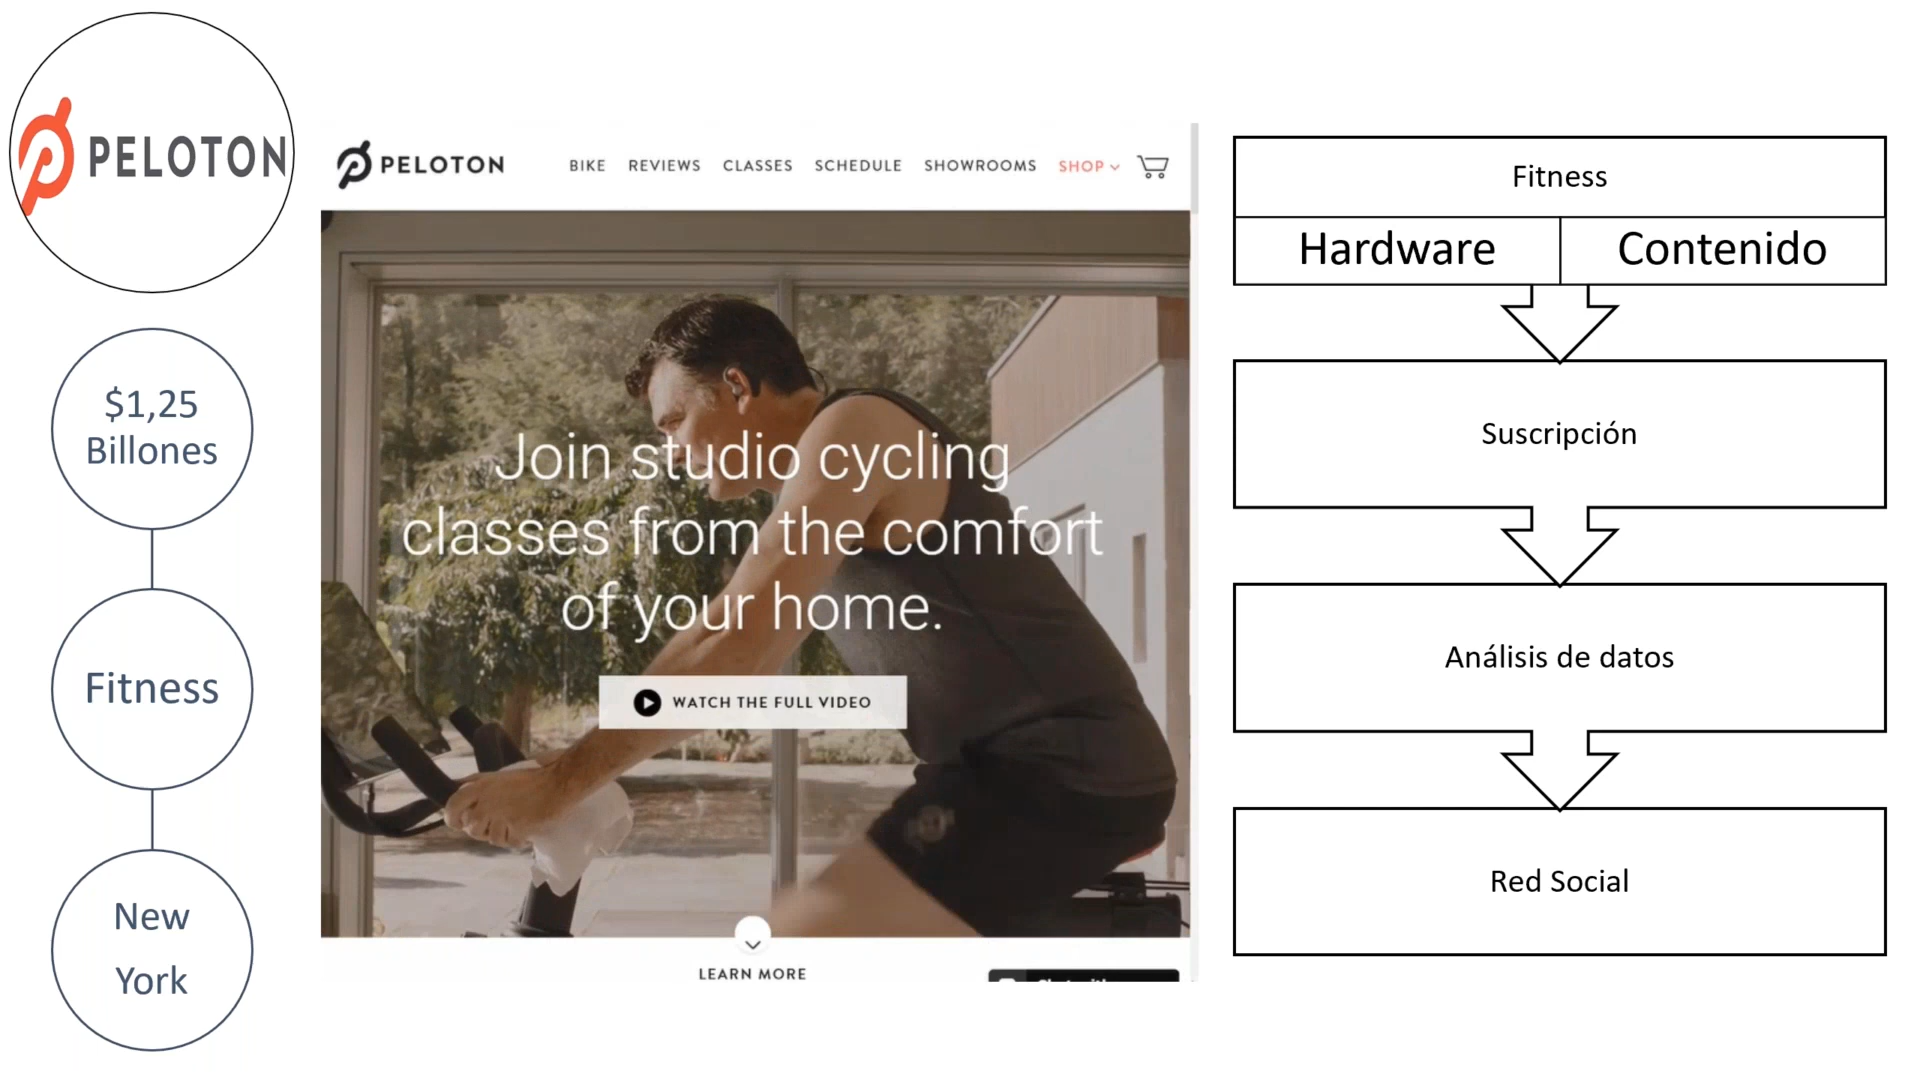 PELOTON
$1,25
Billones
Fitness
New
York
PELOTON
BIKE REVIEWS CLASSES SCHEDULE SHOWROOMS SHOP
Join studio cycling
classes from the comfort
of your home.
WATCH THE FULL VIDEO
LEARN MORE
Fitness
Hardware Contenido
Suscripción
Análisis de datos
Red Social